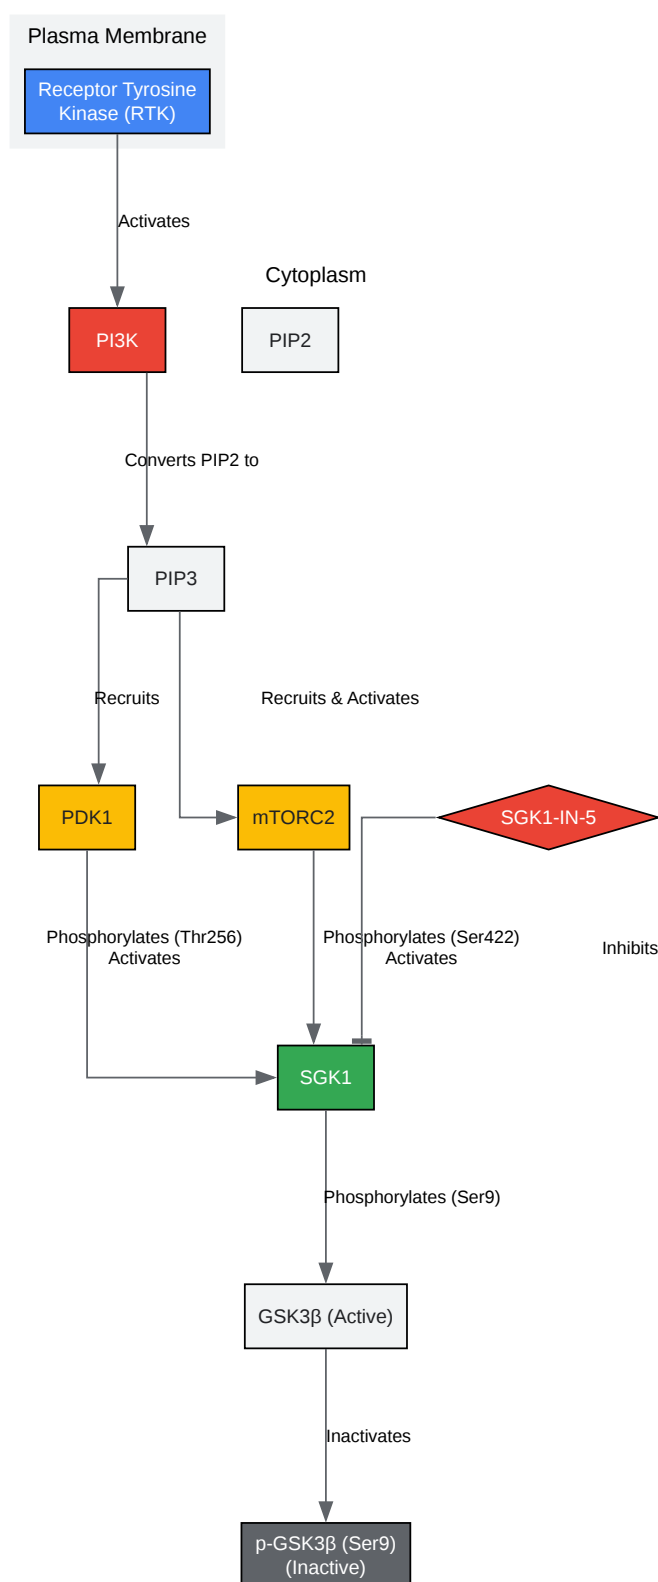 Plasma Membrane
Receptor Tyrosine
Kinase (RTK)
Activates
Cytoplasm
PI3K
PIP2
Converts PIP2 to
PIP3
Recruits
Recruits & Activates
PDK1
mTORC2
SGK1-IN-5
Phosphorylates (Thr256)
Activates
Phosphorylates (Ser422)
Activates
Inhibits
SGK1
Phosphorylates (Ser9)
GSK3β (Active)
Inactivates
p-GSK3β (Ser9)
(Inactive)